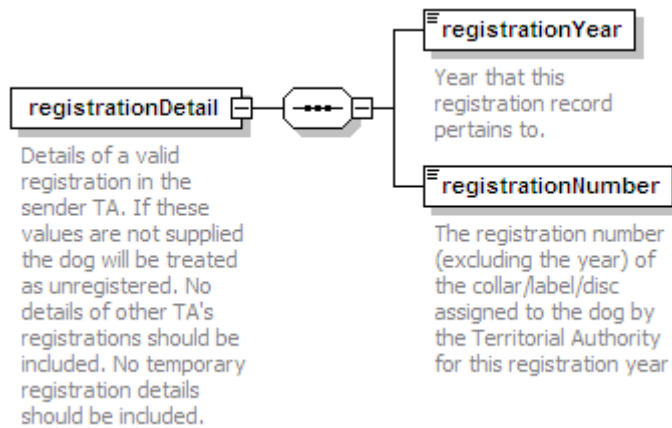 registrationYear
Year that this
registration record
pertains to.
registrationDetail
Details of a valid
registration in the
sender TA. If these
values are not supplied
the dog will be treated
as unregistered. No
details of other TA's
registrations should be
included. No temporary
registration details
should be included.
registrationNumber
The registration number
(excluding the year) of
the collar/label/disc
assigned to the dog by
the Territorial Authority
for this registration year